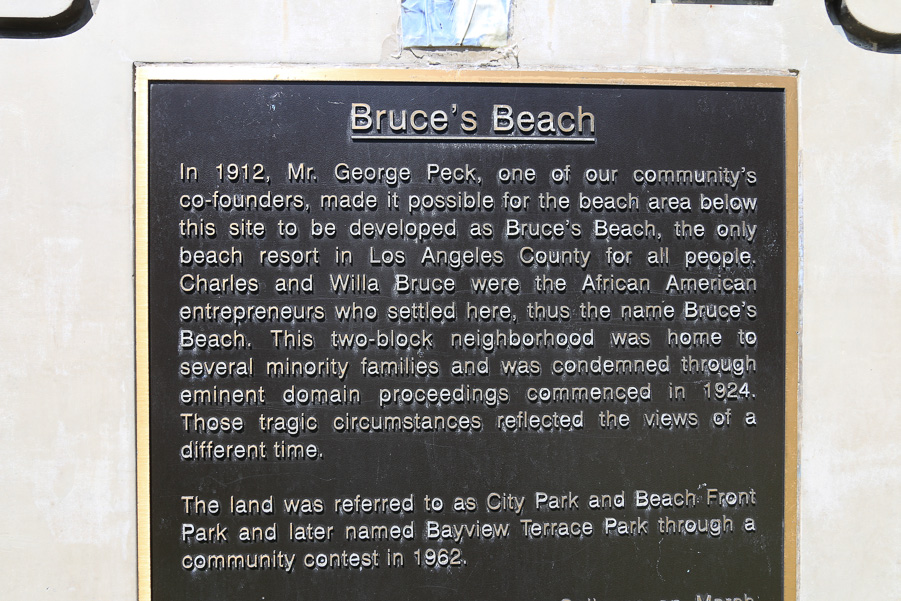 Bruce's Beach
In 1912, Mr. George Peck, one of our community's
co-founders, made it possible for the beach area below
this site to be developed as Bruce's Beach, the only
beach resort in Los Angeles County for all people.
Charles and Willa Bruce were the African American
entrepreneurs who settled here, thus the name Bruce's
Beach. This two-block neighborhood was home to
several minority families and was condemned through
eminent domain proceedings commenced in 1924.
Those tragic circumstances reflected the views of a
different time.
The land was referred to as City Park and Beach Front
Park and later named Bayview Terrace Park through a
community contest in 1962.